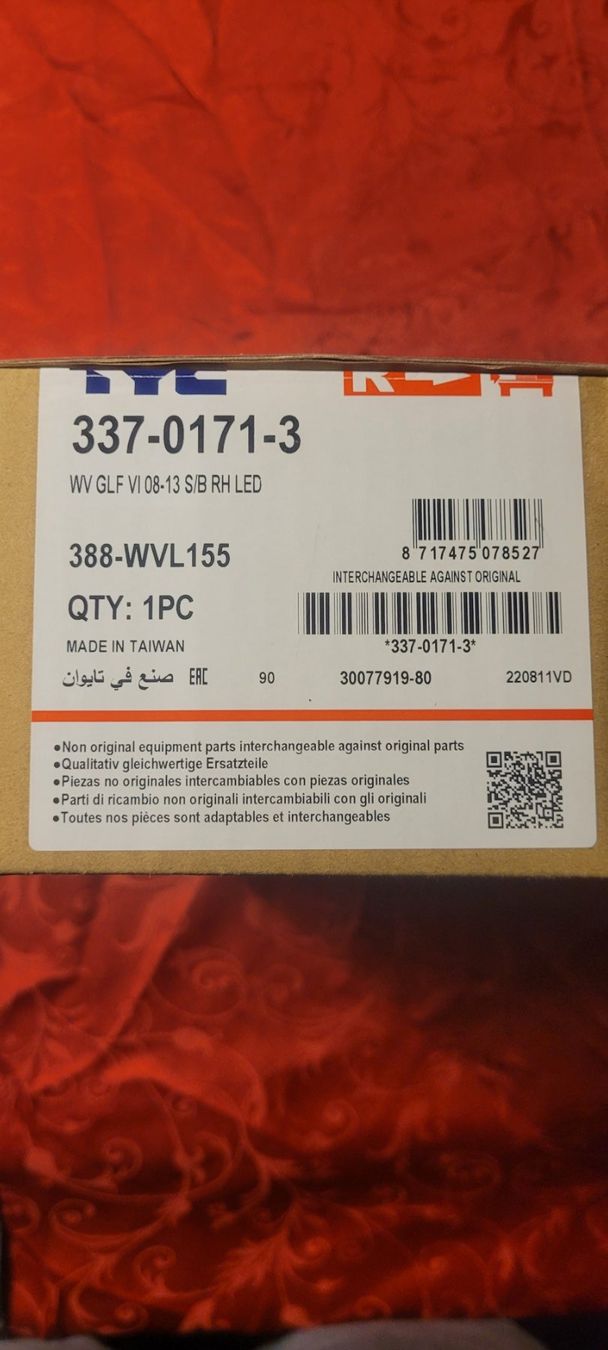 TYC
R
337-0171-3
WV GLF VI 08-13 S/B RH LED
388-WVL155
8 717475 078527
INTERCHANGEABLE AGAINST ORIGINAL
QTY: 1PC
*337-0171-3*
MADE IN TAIWAN
صنع في تايوان EAC 90 30077919-80 220811VD
●Non original equipment parts interchangeable against original parts
●Qualitativ gleichwertige Ersatzteile
●Piezas no originales intercambiables con piezas originales
●Parti di ricambio non originali intercambiabili con gli originali
●Toutes nos pièces sont adaptables et interchangeables